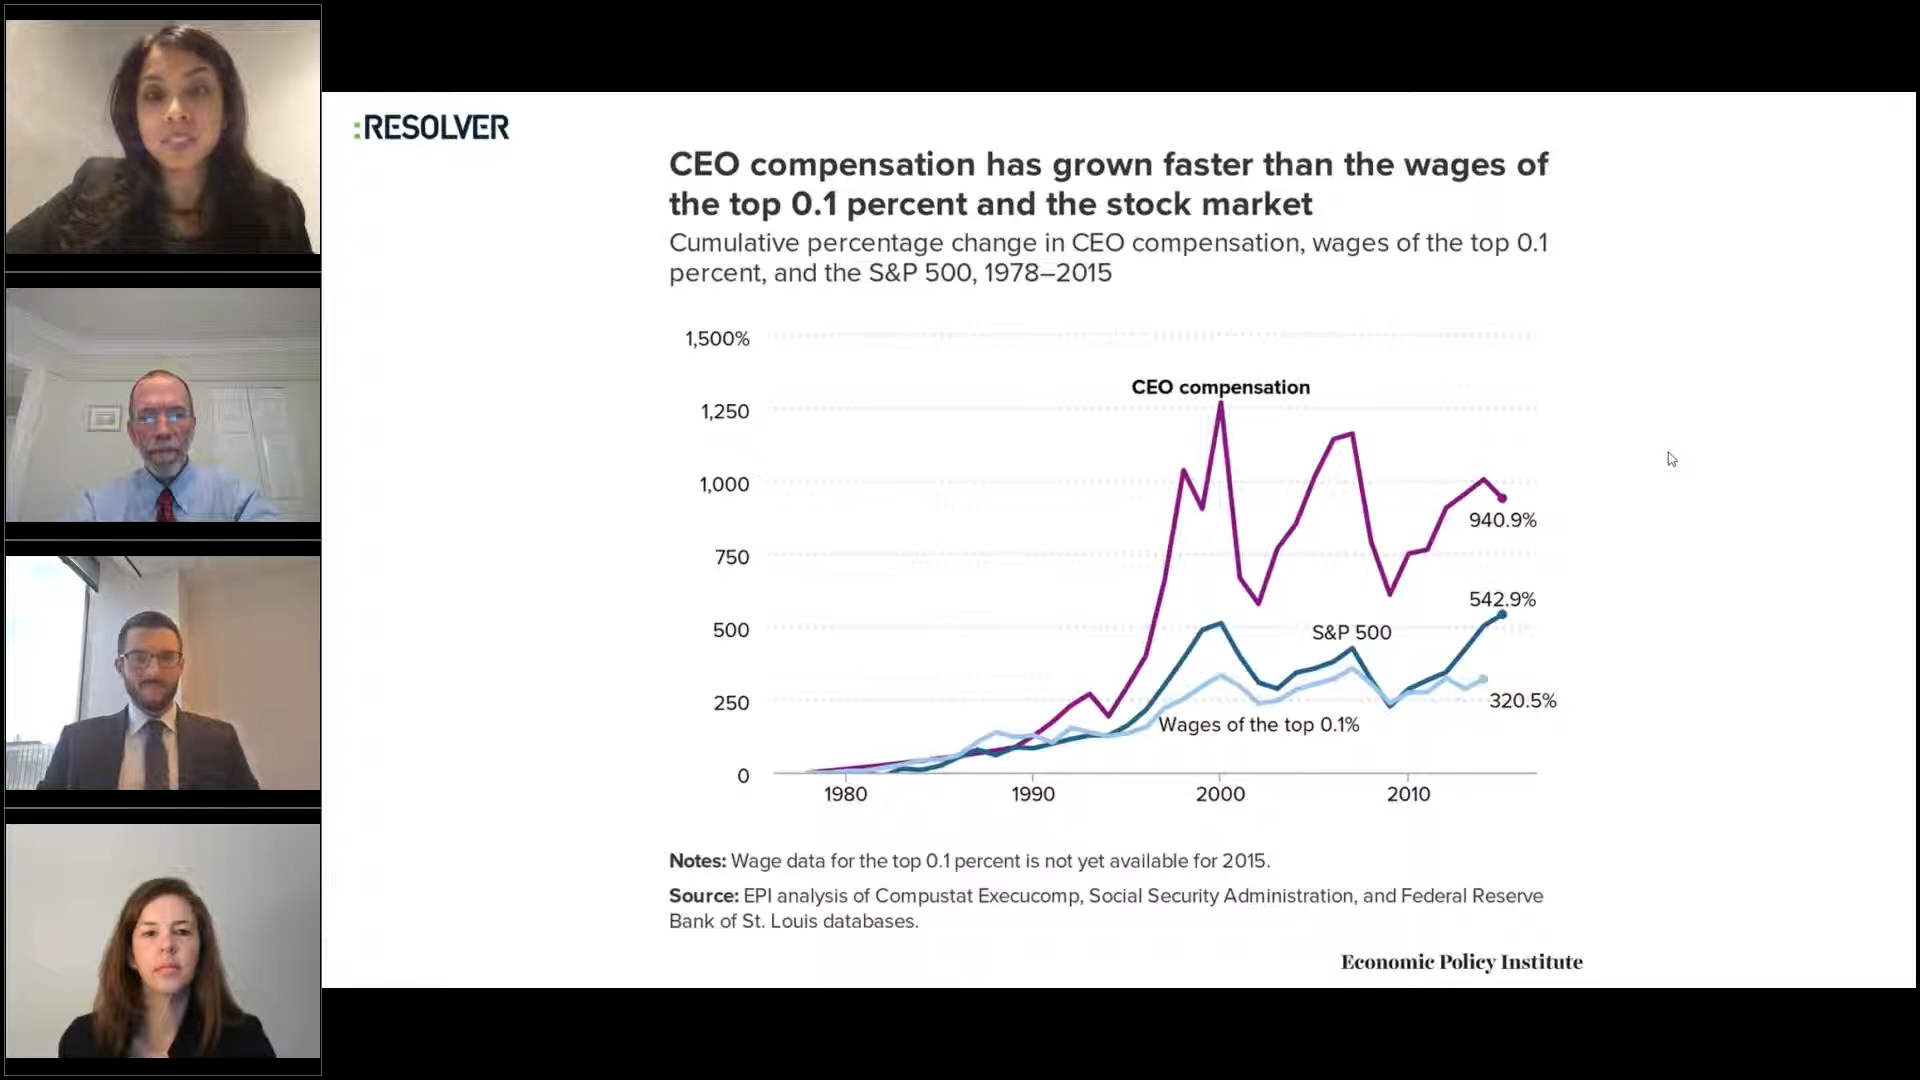 :RESOLVER
CEO compensation has grown faster than the wages of
the top 0.1 percent and the stock market
Cumulative percentage change in CEO compensation, wages of the top 0.1
percent, and the S&P 500, 1978–2015
1,500%
CEO compensation
1,250
1,000
940.9%
750
542.9%
500
S&P 500
250
320.5%
Wages of the top 0.1%
0
1980 1990 2000 2010
Notes: Wage data for the top 0.1 percent is not yet available for 2015.
Source: EPI analysis of Compustat Execucomp, Social Security Administration, and Federal Reserve
Bank of St. Louis databases.
Economic Policy Institute